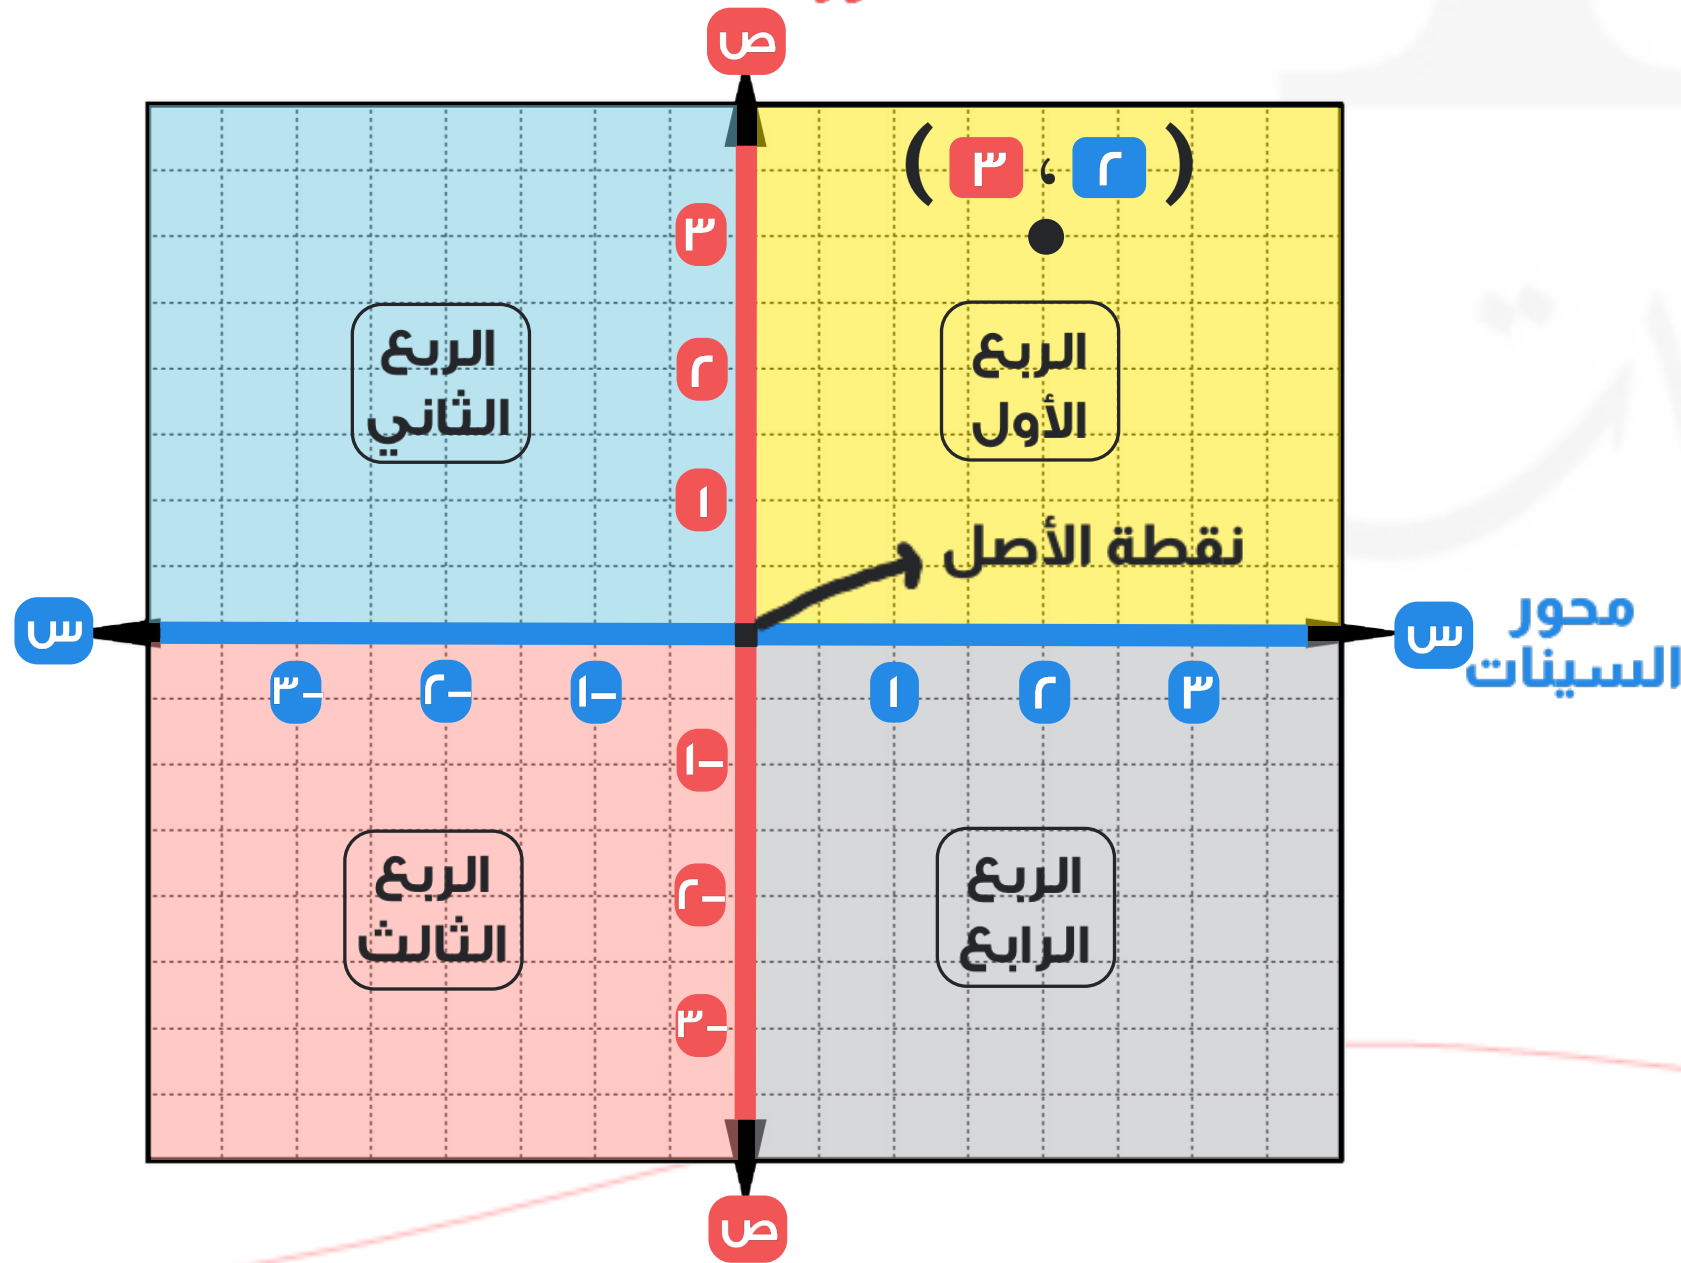 ص
( ٢ ، ٣ )
٣
الربع
الثاني
الربع
الأول
٢
١
نقطة الأصل
س
س
محور
السينات
-٣
-٢
-١
١
٢
٣
-١
الربع
الثالث
الربع
الرابع
-٢
-٣
ص